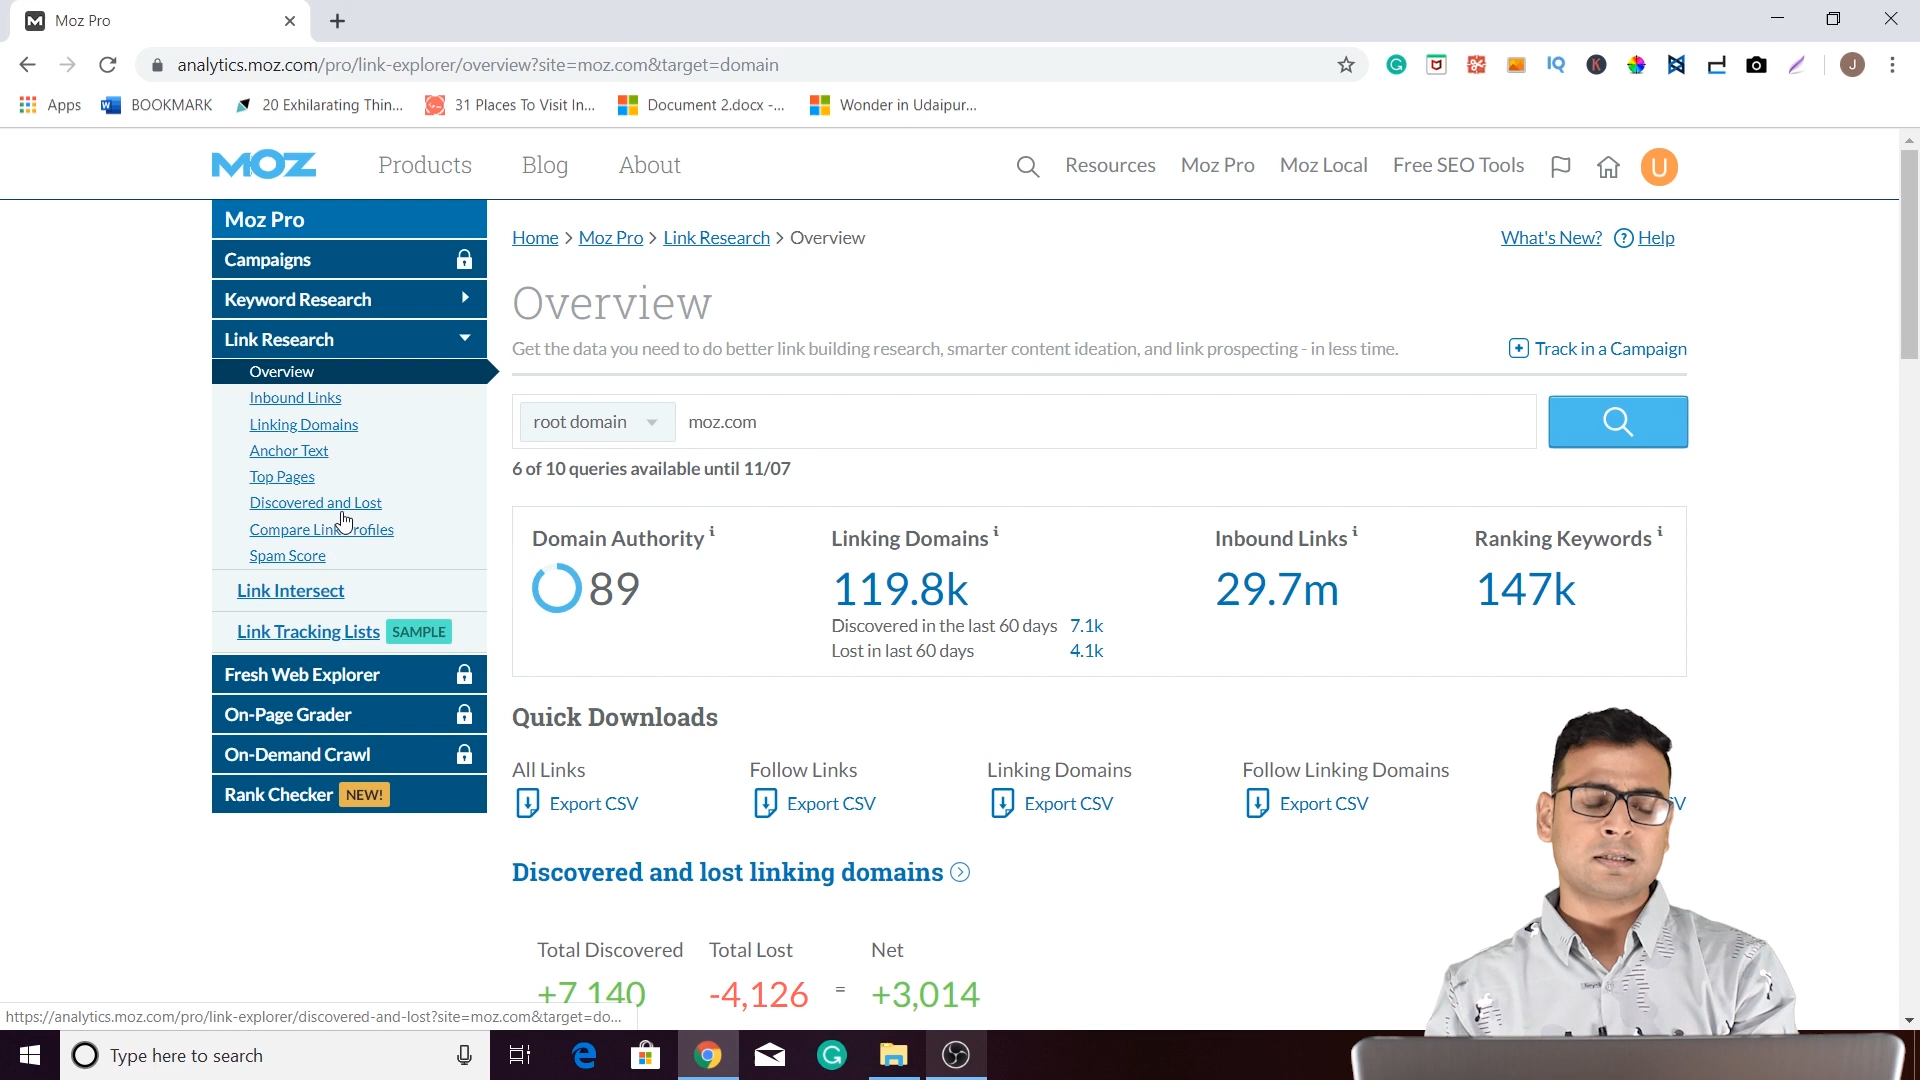 Moz Pro
analytics.moz.com/pro/link-explorer/overview?site=moz.com&target=domain
J
Apps BOOKMARK 20 Exhilarating Thin... 31 Places To Visit In... Document 2.docx -... Wonder in Udaipur...
MOZ Products Blog About Resources Moz Pro Moz Local Free SEO Tools U
Moz Pro
Campaigns
Keyword Research
Link Research
Overview
Inbound Links
Linking Domains
Anchor Text
Top Pages
Discovered and Lost
Compare Link Profiles
Spam Score
Link Intersect
Link Tracking Lists SAMPLE
Fresh Web Explorer
On-Page Grader
On-Demand Crawl
Rank Checker NEW!
Home > Moz Pro > Link Research > Overview
What's New? ? Help
Overview
Get the data you need to do better link building research, smarter content ideation, and link prospecting - in less time.
Track in a Campaign
root domain moz.com
6 of 10 queries available until 11/07
Domain Authority i Linking Domains i Inbound Links i Ranking Keywords i
89 119.8k 29.7m 147k
Discovered in the last 60 days 7.1k
Lost in last 60 days 4.1k
Quick Downloads
All Links Follow Links Linking Domains Follow Linking Domains
Export CSV Export CSV Export CSV Export CSV
Discovered and lost linking domains
Total Discovered Total Lost Net
+7,140 -4,126 = +3,014
https://analytics.moz.com/pro/link-explorer/discovered-and-lost?site=moz.com&target=do...
Type here to search